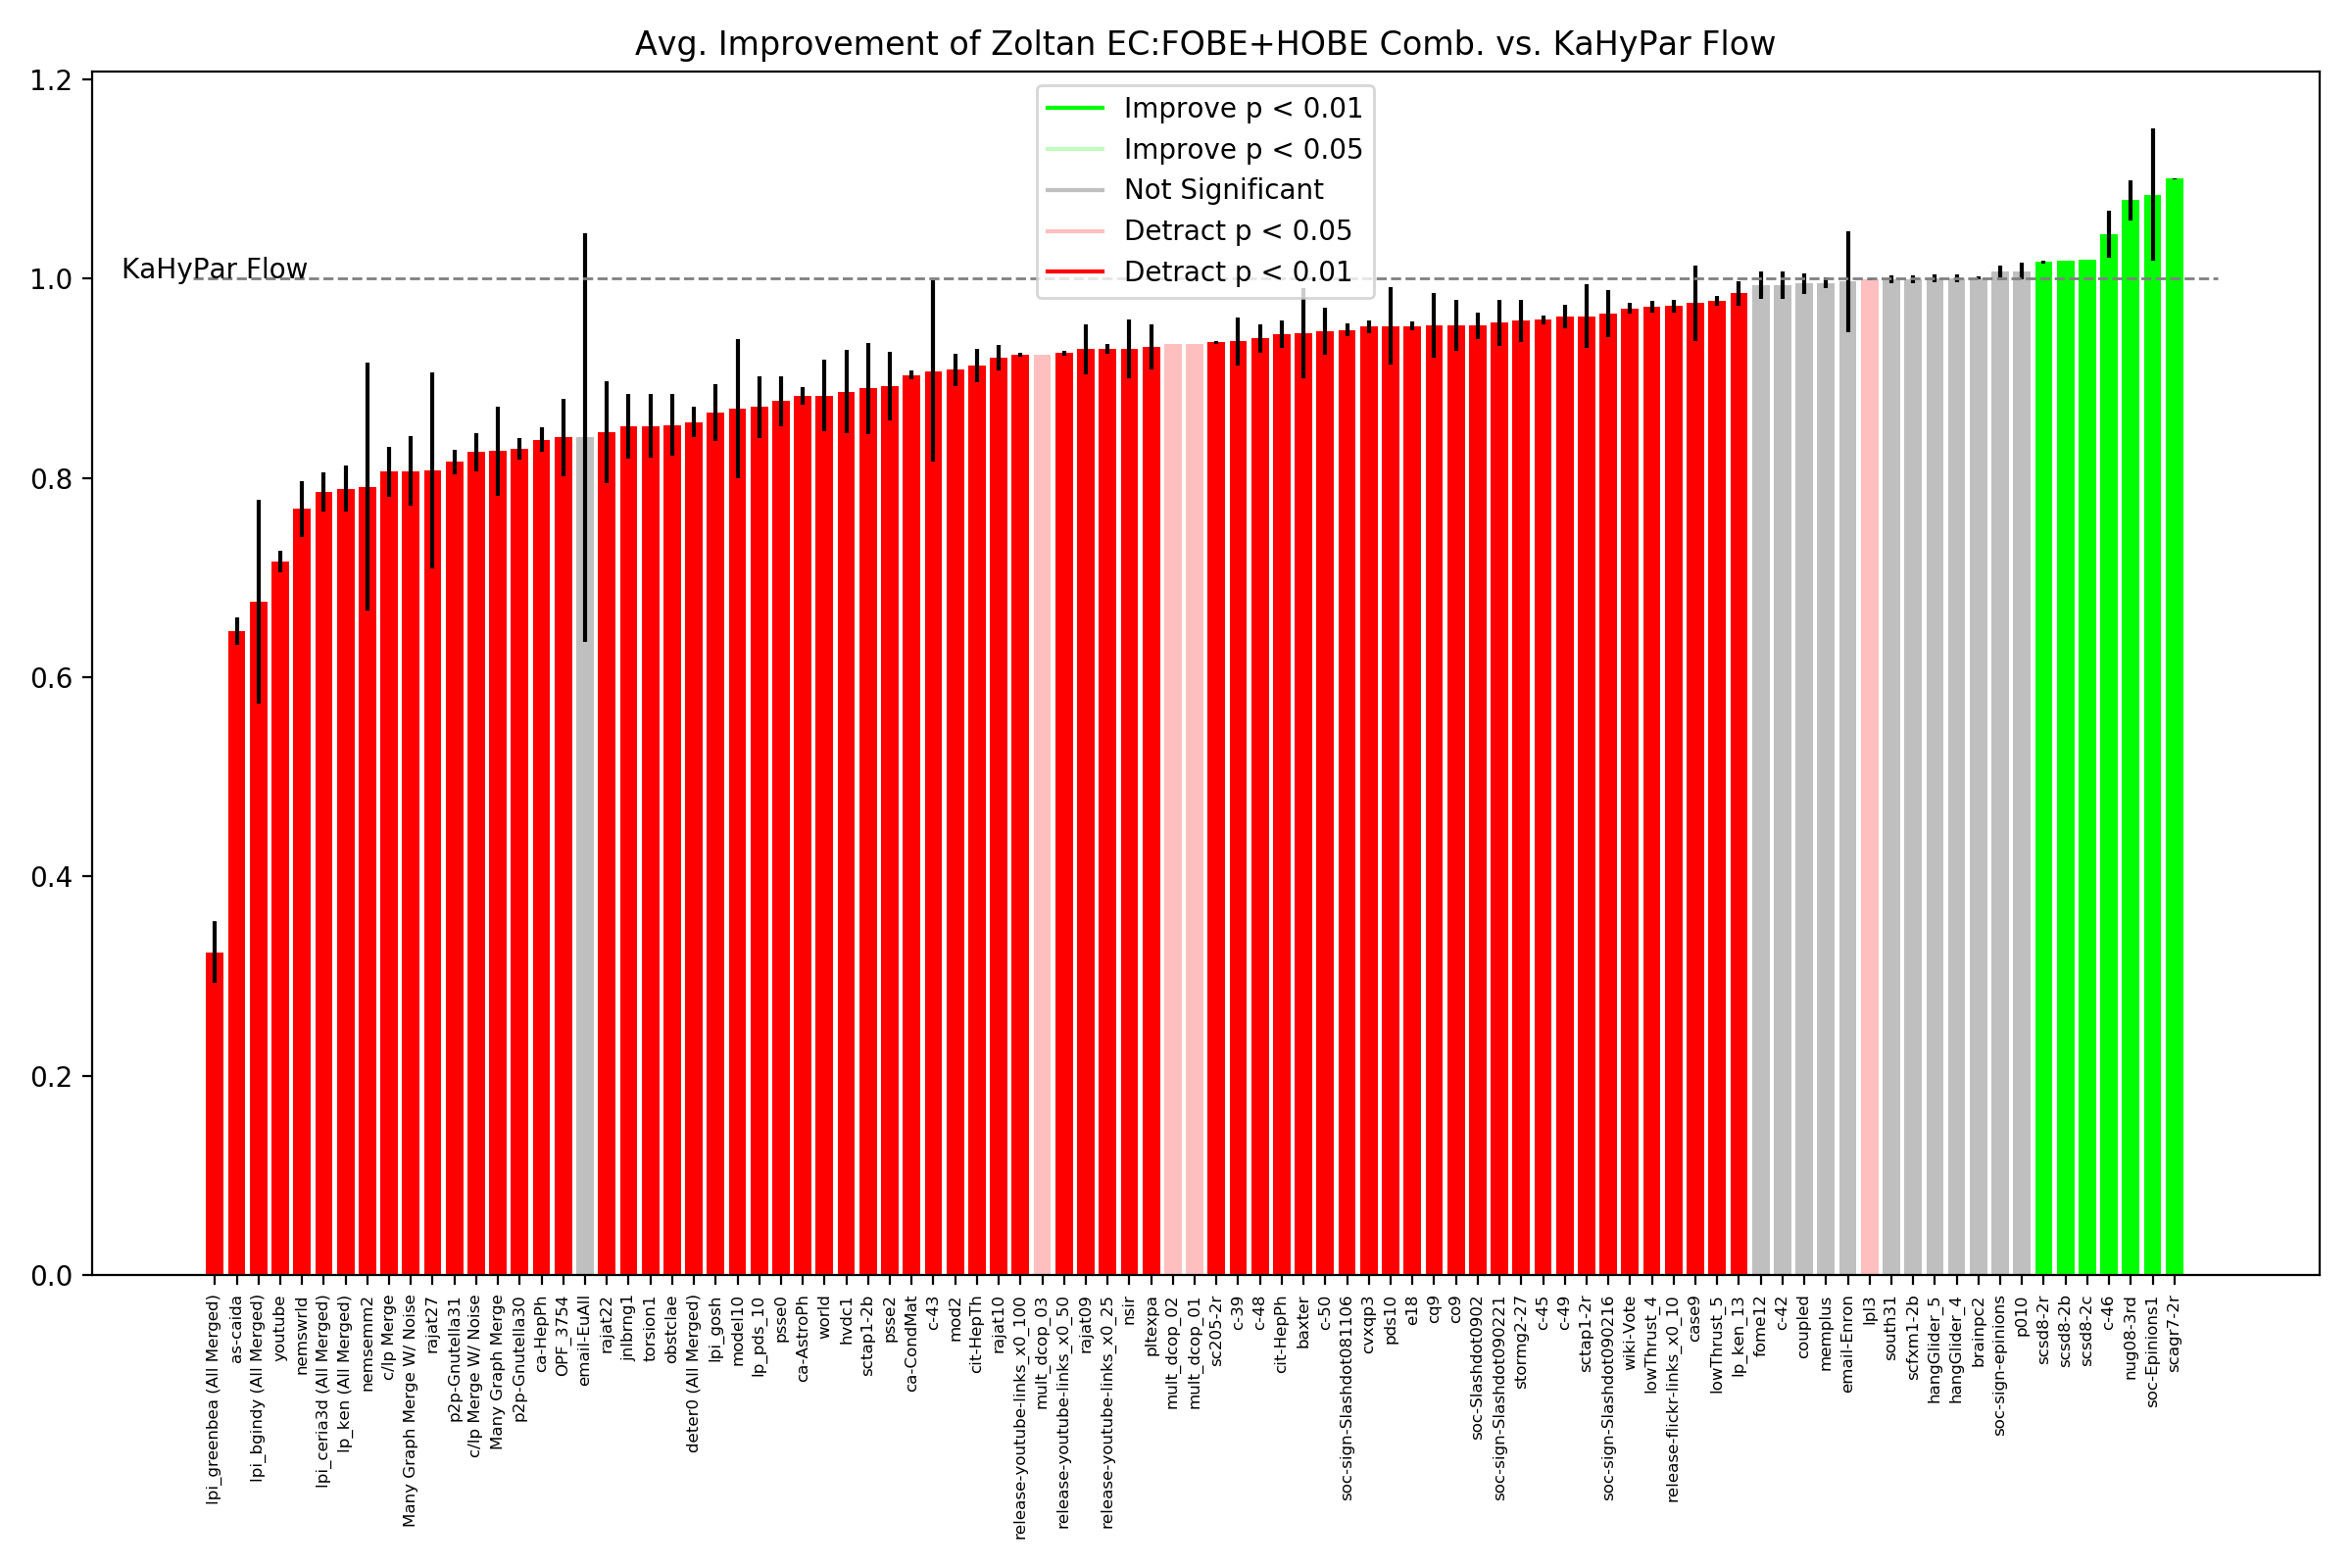 Avg. Improvement of Zoltan EC:FOBE+HOBE Comb. vs. KaHyPar Flow
1.2
1.0
0.8
0.6
0.4
0.2
0.0
KaHyPar Flow
Improve p < 0.01
Improve p < 0.05
Not Significant
Detract p < 0.05
Detract p < 0.01
lpi_greenbea (All Merged)
as-caida
lpi_bgindy (All Merged)
youtube
nemswrld
lpi_ceria3d (All Merged)
lp_ken (All Merged)
nemsemm2
c/lp Merge
Many Graph Merge W/ Noise
rajat27
p2p-Gnutella31
c/lp Merge W/ Noise
Many Graph Merge
p2p-Gnutella30
ca-HepPh
OPF_3754
email-EuAll
rajat22
jnlbrng1
torsion1
obstclae
deter0 (All Merged)
lpi_gosh
model10
lp_pds_10
psse0
ca-AstroPh
world
hvdc1
sctap1-2b
psse2
ca-CondMat
c-43
mod2
cit-HepTh
rajat10
release-youtube-links_x0_100
mult_dcop_03
release-youtube-links_x0_50
rajat09
release-youtube-links_x0_25
nsir
pltexpa
mult_dcop_02
mult_dcop_01
sc205-2r
c-39
c-48
cit-HepPh
baxter
c-50
soc-sign-Slashdot081106
cvxqp3
pds10
e18
cq9
co9
soc-Slashdot0902
soc-sign-Slashdot090221
stormg2-27
c-45
c-49
sctap1-2r
soc-sign-Slashdot090216
wiki-Vote
lowThrust_4
release-flickr-links_x0_10
case9
lowThrust_5
lp_ken_13
fome12
c-42
coupled
memplus
email-Enron
lpl3
south31
scfxm1-2b
hangGlider_5
hangGlider_4
brainpc2
soc-sign-epinions
p010
scsd8-2r
scsd8-2b
scsd8-2c
c-46
nug08-3rd
soc-Epinions1
scagr7-2r